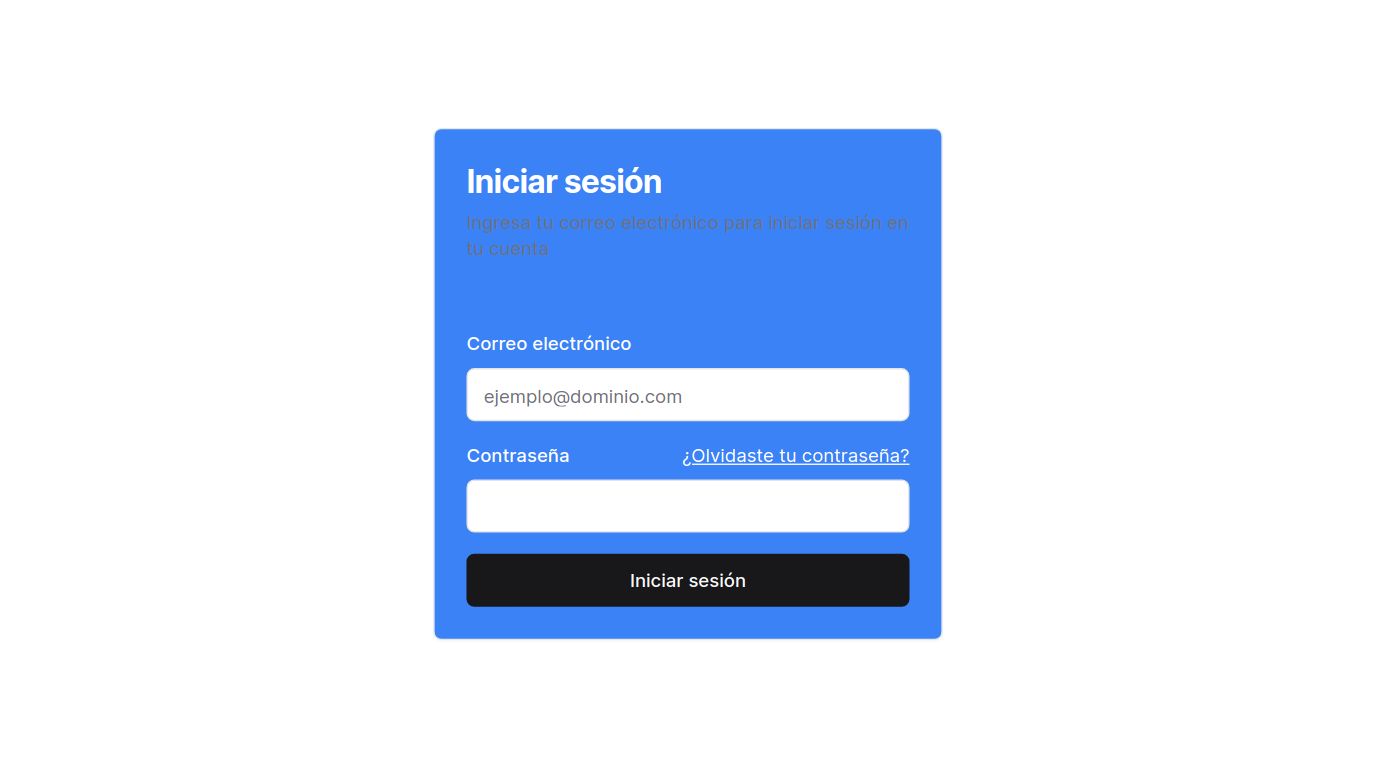 Iniciar sesión
Ingresa tu correo electrónico para iniciar sesión en
tu cuenta
Correo electrónico
ejemplo@dominio.com
Contraseña ¿Olvidaste tu contraseña?
Iniciar sesión